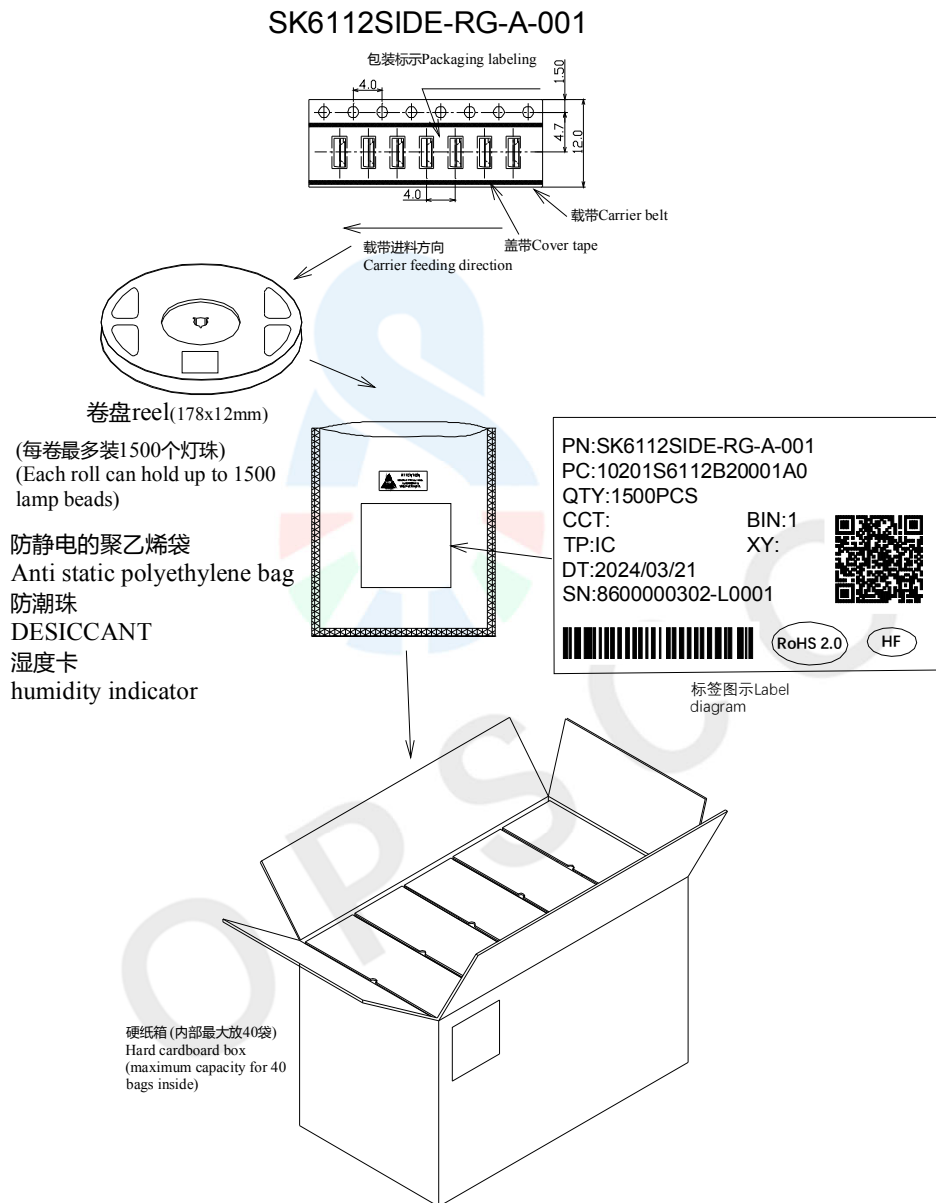 SK6112SIDE-RG-A-001
包装标示Packaging labeling
4.0
1.50
4.7
12.0
4.0
载带Carrier belt
盖带Cover tape
载带进料方向
Carrier feeding direction
卷盘reel(178x12mm)
(每卷最多装1500个灯珠)
(Each roll can hold up to 1500
lamp beads)
防静电的聚乙烯袋
Anti static polyethylene bag
防潮珠
DESICCANT
湿度卡
humidity indicator
PN:SK6112SIDE-RG-A-001
PC:10201S6112B20001A0
QTY:1500PCS
CCT: BIN:1
TP:IC XY:
DT:2024/03/21
SN:8600000302-L0001
RoHS 2.0
HF
标签图示Label
diagram
硬纸箱(内部最大放40袋)
Hard cardboard box
(maximum capacity for 40
bags inside)
OPSCC